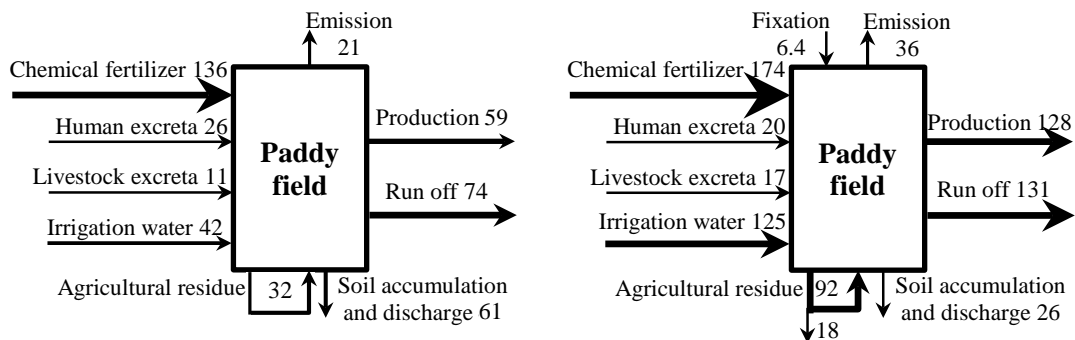 Emission
21
Chemical fertilizer 136
Human excreta 26
Livestock excreta 11
Irrigation water 42
Paddy
field
Production 59
Run off 74
Agricultural residue
32
Soil accumulation
and discharge 61
Fixation
6.4
Emission
36
Chemical fertilizer 174
Human excreta 20
Livestock excreta 17
Irrigation water 125
Paddy
field
Production 128
Run off 131
Agricultural residue
92
18
Soil accumulation
and discharge 26